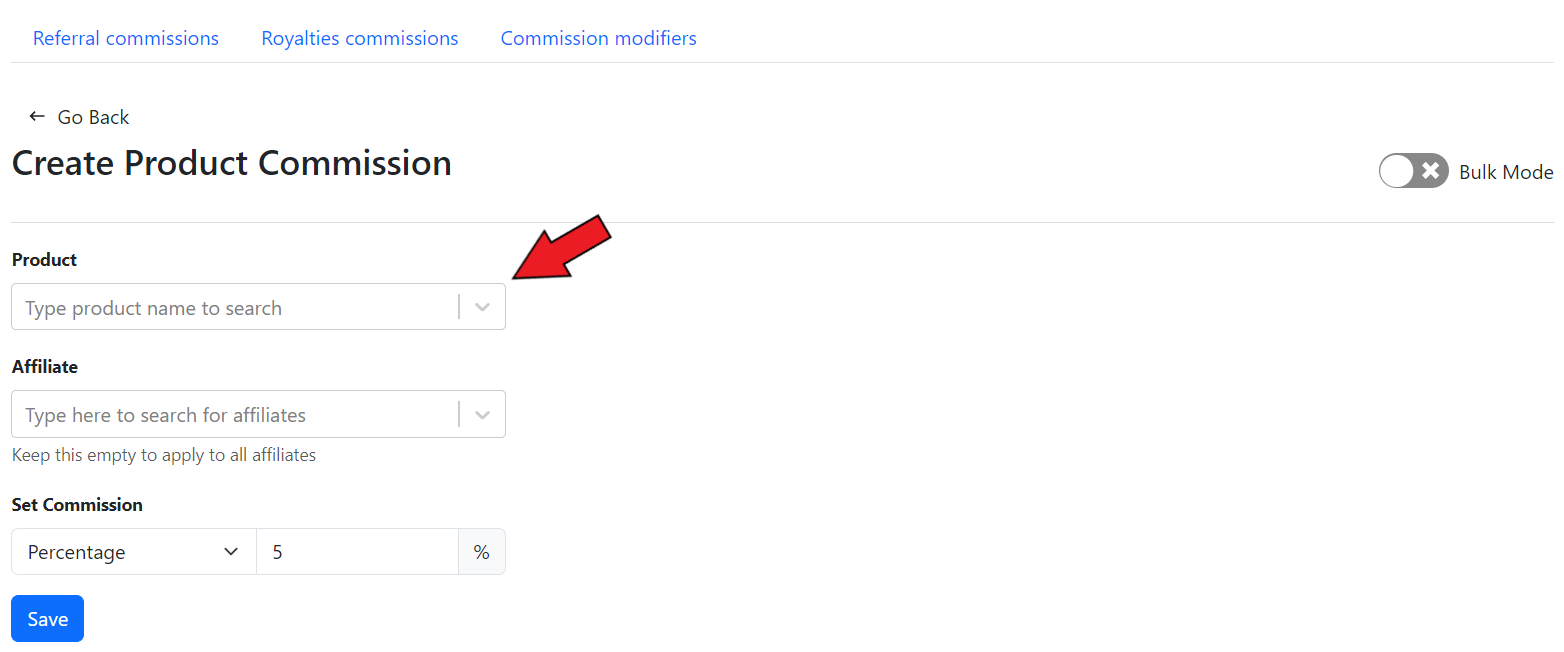 Referral commissions Royalties commissions Commission modifiers
← Go Back
Create Product Commission
Bulk Mode
Product
Type product name to search
Affiliate
Type here to search for affiliates
Keep this empty to apply to all affiliates
Set Commission
Percentage 5 %
Save